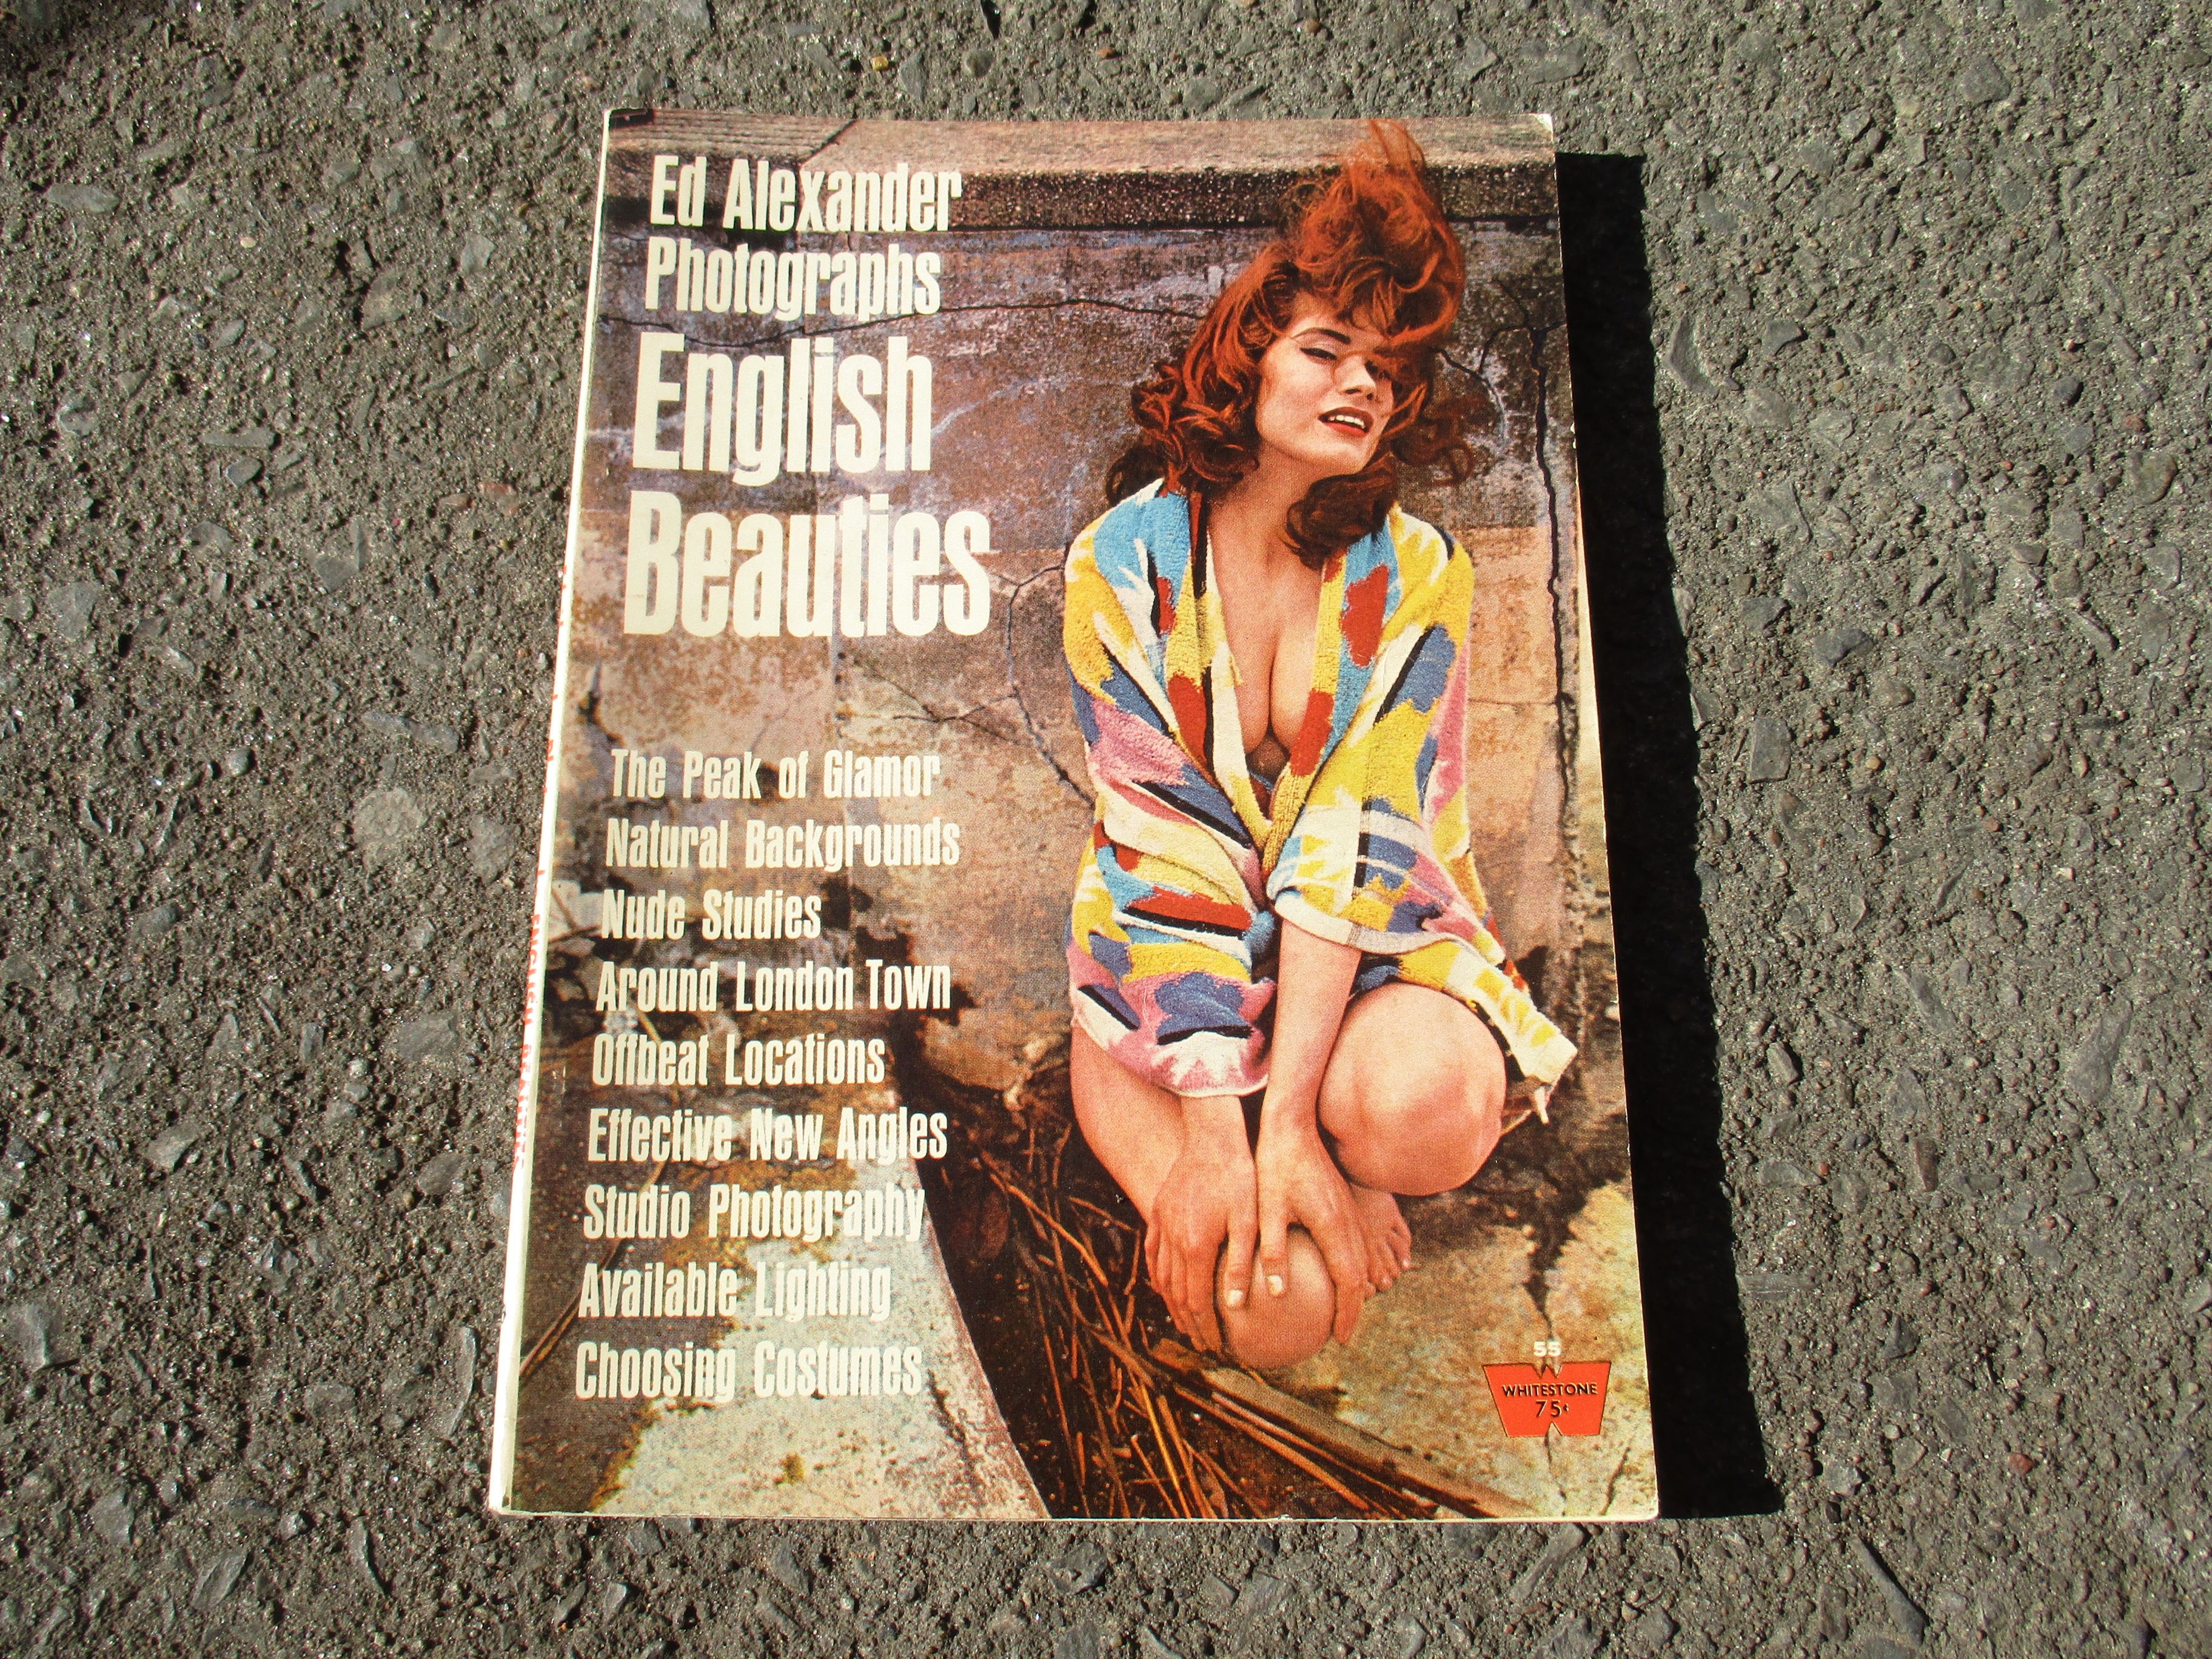 Ed Alexander
Photographs
English
Beauties
The Peak of Glamor
Natural Backgrounds
Nude Studies
Around London Town
Offbeat Locations
Effective New Angles
Studio Photography
Available Lighting
Choosing Costumes
55
WHITESTONE
75¢